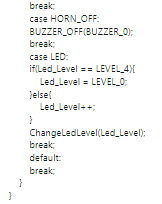 break;
case HORN_OFF:
BUZZER_OFF(BUZZER_0);
break;
case LED:
if(Led_Level == LEVEL_4){
Led_Level = LEVEL_0;
}else{
Led_Level++;
}
ChangeLedLevel(Led_Level);
break;
default:
break;
}
}